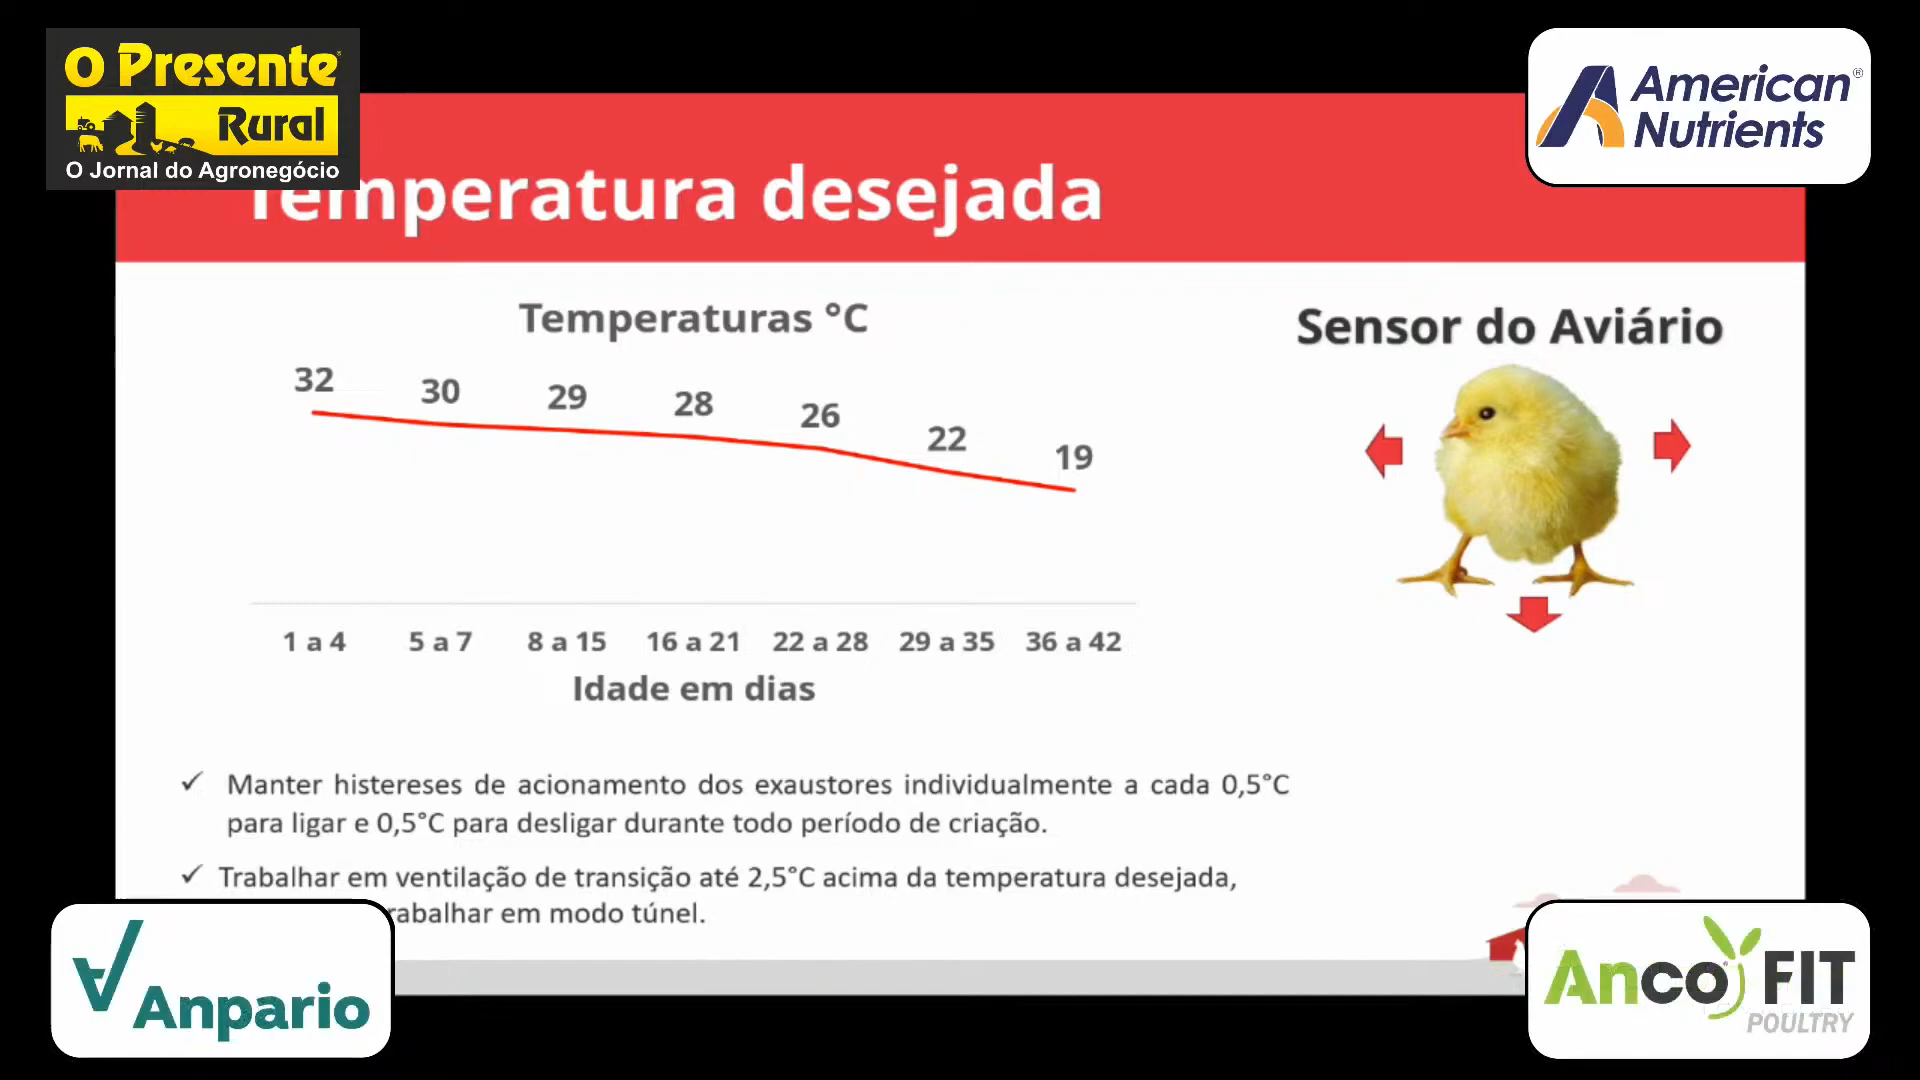 O Presente
Rural
O Jornal do Agronegócio
American®
Nutrients
Temperatura desejada
Temperaturas °C
Sensor do Aviário
32 30 29 28 26 22 19
1 a 4 5 a 7 8 a 15 16 a 21 22 a 28 29 a 35 36 a 42
Idade em dias
✓ Manter histereses de acionamento dos exaustores individualmente a cada 0,5°C
para ligar e 0,5°C para desligar durante todo período de criação.
✓ Trabalhar em ventilação de transição até 2,5°C acima da temperatura desejada,
rabalhar em modo túnel.
Anpario
Anco FIT
POULTRY